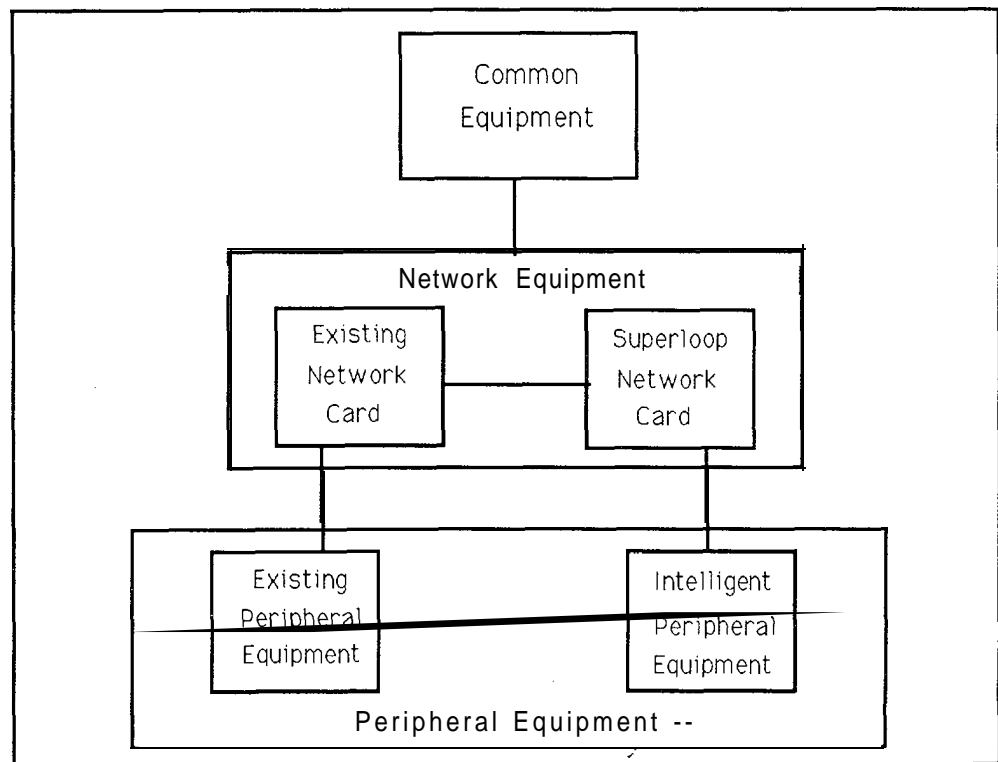 Common
Equipment
Network Equipment
Existing
Network
Card
Superloop
Network
Card
Existing
Peripheral
Equipment
Intelligent
Peripheral
Equipment
Peripheral Equipment --